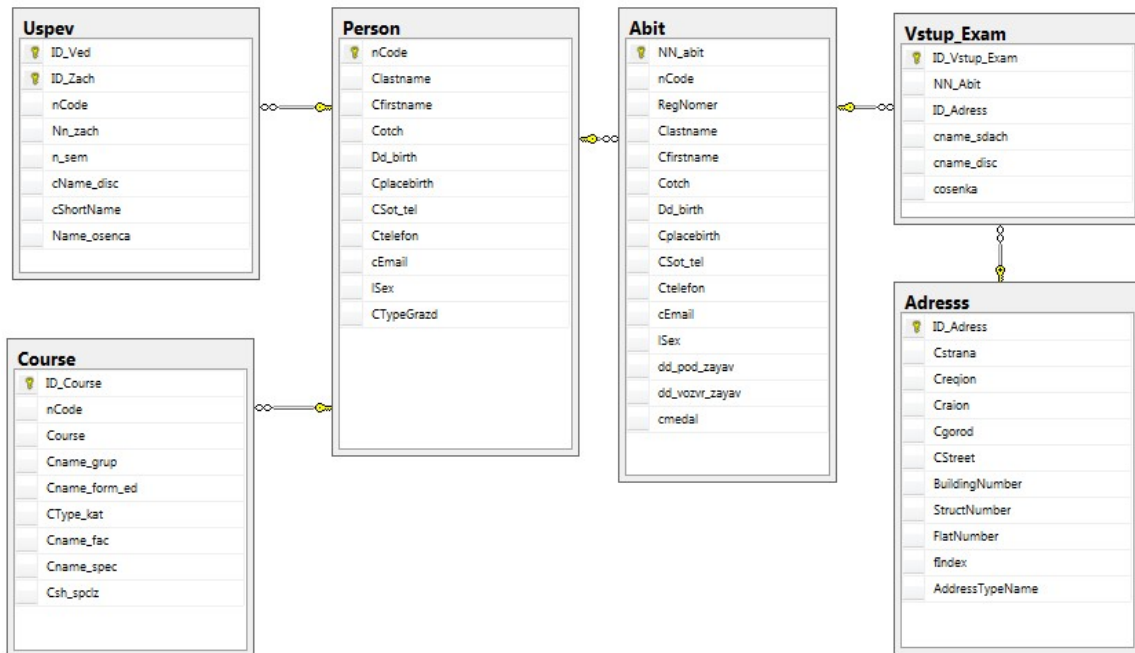 Uspev
ID_Ved
ID_Zach
nCode
Nn_zach
n_sem
cName_disc
cShortName
Name_osenca
Person
nCode
Clastname
Cfirstname
Cotch
Dd_birth
Cplacebirth
CSot_tel
Ctelefon
cEmail
lSex
CTypeGrazd
Abit
NN_abit
nCode
RegNomer
Clastname
Cfirstname
Cotch
Dd_birth
Cplacebirth
CSot_tel
Ctelefon
cEmail
lSex
dd_pod_zayav
dd_vozvr_zayav
cmedal
Vstup_Exam
ID_Vstup_Exam
NN_Abit
ID_Adress
cname_sdach
cname_disc
cosenka
Course
ID_Course
nCode
Course
Cname_grup
Cname_form_ed
CType_kat
Cname_fac
Cname_spec
Csh_spclz
Adresss
ID_Adress
Cstrana
Creqion
Craion
Cgorod
CStreet
BuildingNumber
StructNumber
FlatNumber
fIndex
AddressTypeName